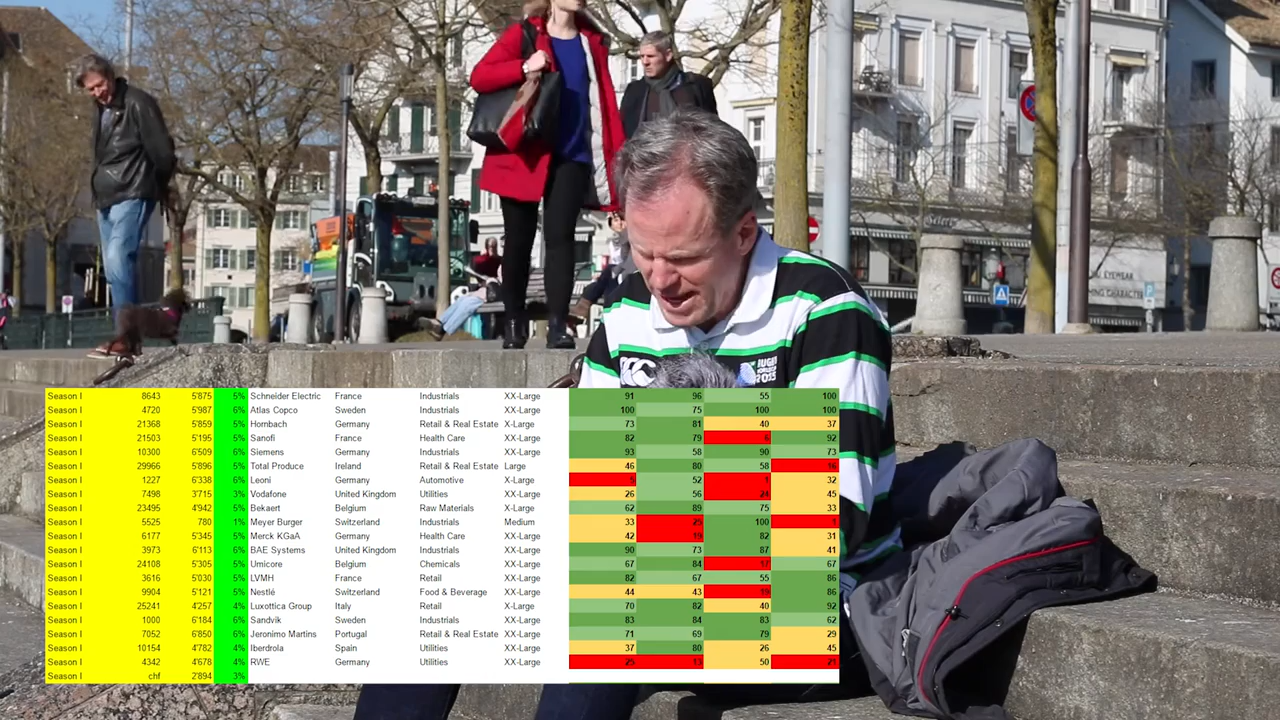 Selera
RUGBY
WORLD CUP
2015
EYEWEAR
CHARACTER
P
Season I 8643 5'875 5% Schneider Electric France Industrials XX-Large 91 96 55 100
Season I 4720 5'987 6% Atlas Copco Sweden Industrials XX-Large 100 75 100 100
Season I 21368 5'859 5% Hornbach Germany Retail & Real Estate X-Large 73 81 40 37
Season I 21503 5'195 5% Sanofi France Health Care XX-Large 82 79 6 92
Season I 10300 6'509 6% Siemens Germany Industrials XX-Large 93 58 90 73
Season I 29966 5'896 5% Total Produce Ireland Retail & Real Estate Large 46 80 58 16
Season I 1227 6'338 6% Leoni Germany Automotive X-Large 52 1 32
Season I 7498 3'715 3% Vodafone United Kingdom Utilities XX-Large 26 56 24 45
Season I 23495 4'942 5% Bekaert Belgium Raw Materials X-Large 62 89 75 33
Season I 5525 780 1% Meyer Burger Switzerland Industrials Medium 33 25 100 1
Season I 6177 5'345 5% Merck KGaA Germany Health Care XX-Large 42 19 82 31
Season I 3973 6'113 6% BAE Systems United Kingdom Industrials XX-Large 90 73 87 41
Season I 24108 5'305 5% Umicore Belgium Chemicals XX-Large 67 84 17 67
Season I 3616 5'030 5% LVMH France Retail XX-Large 82 67 55 86
Season I 9904 5'121 5% Nestlé Switzerland Food & Beverage XX-Large 44 43 19 86
Season I 25241 4'257 4% Luxottica Group Italy Retail X-Large 70 82 40 92
Season I 1000 6'184 6% Sandvik Sweden Industrials XX-Large 83 84 83 62
Season I 7052 6'850 6% Jeronimo Martins Portugal Retail & Real Estate XX-Large 71 69 79 29
Season I 10154 4'782 4% Iberdrola Spain Utilities XX-Large 37 80 26 45
Season I 4342 4'678 4% RWE Germany Utilities XX-Large 25 13 50 21
Season I chf 2'894 3%